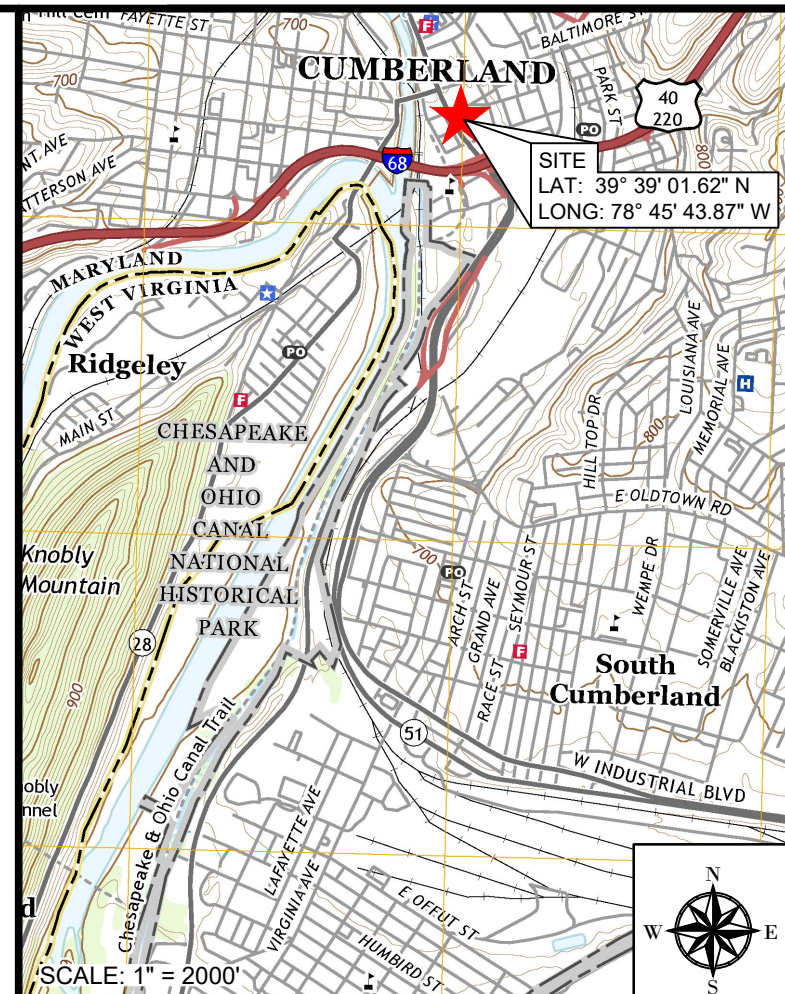 FAYETTE ST
700
F
BALTIMORE
CUMBERLAND
PARK ST
40
220
700
PO
68
SITE
LAT: 39° 39' 01.62" N
LONG: 78° 45' 43.87" W
800
AVE
PATTERSON AVE
MARYLAND
WEST VIRGINIA
PO
Ridgeley
F
MAIN ST
LOUISIANA AVE
MEMORIAL AVE
H
HILL TOP DR
800
E OLDTOWN RD
CHESAPEAKE
AND
OHIO
CANAL
NATIONAL
HISTORICAL
PARK
Knobly
Mountain
700
PO
ARCH ST
GRAND AVE
SEYMOUR ST
RACE ST
F
WEMPE DR
SOMERVILLE AVE
BLACKISTON AVE
28
900
South
Cumberland
51
W INDUSTRIAL BLVD
Chesapeake & Ohio Canal Trail
LAFAYETTE AVE
VIRGINIA AVE
E OFFUT ST
HUMBIRD ST
N
W E
S
SCALE: 1" = 2000'